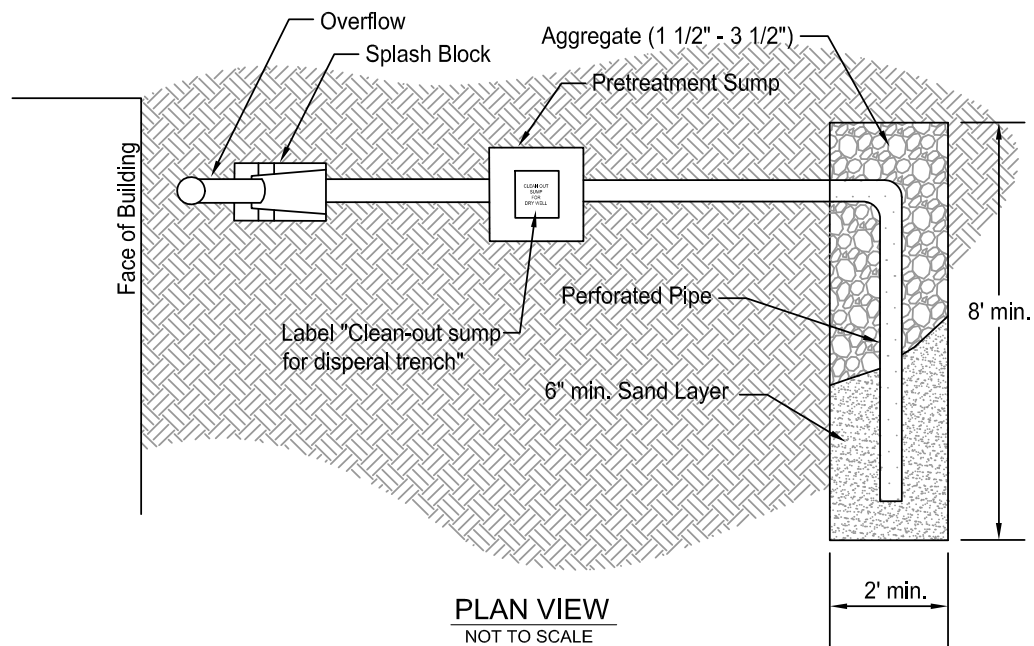 Overflow
Splash Block
Aggregate (1 1/2" - 3 1/2")
Pretreatment Sump
Face of Building
CLEAN OUT
SUMP
FOR
DRY WELL
Perforated Pipe
8' min.
Label "Clean-out sump
for disperal trench"
6" min. Sand Layer
2' min.
PLAN VIEW
NOT TO SCALE